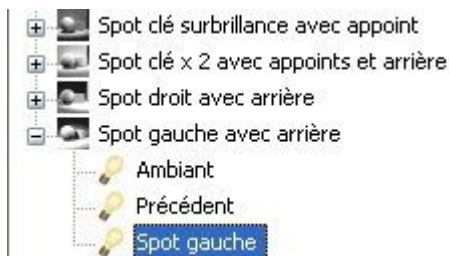 Spot clé surbrillance avec appoint
Spot clé x 2 avec appoints et arrière
Spot droit avec arrière
Spot gauche avec arrière
Ambiant
Précédent
Spot gauche